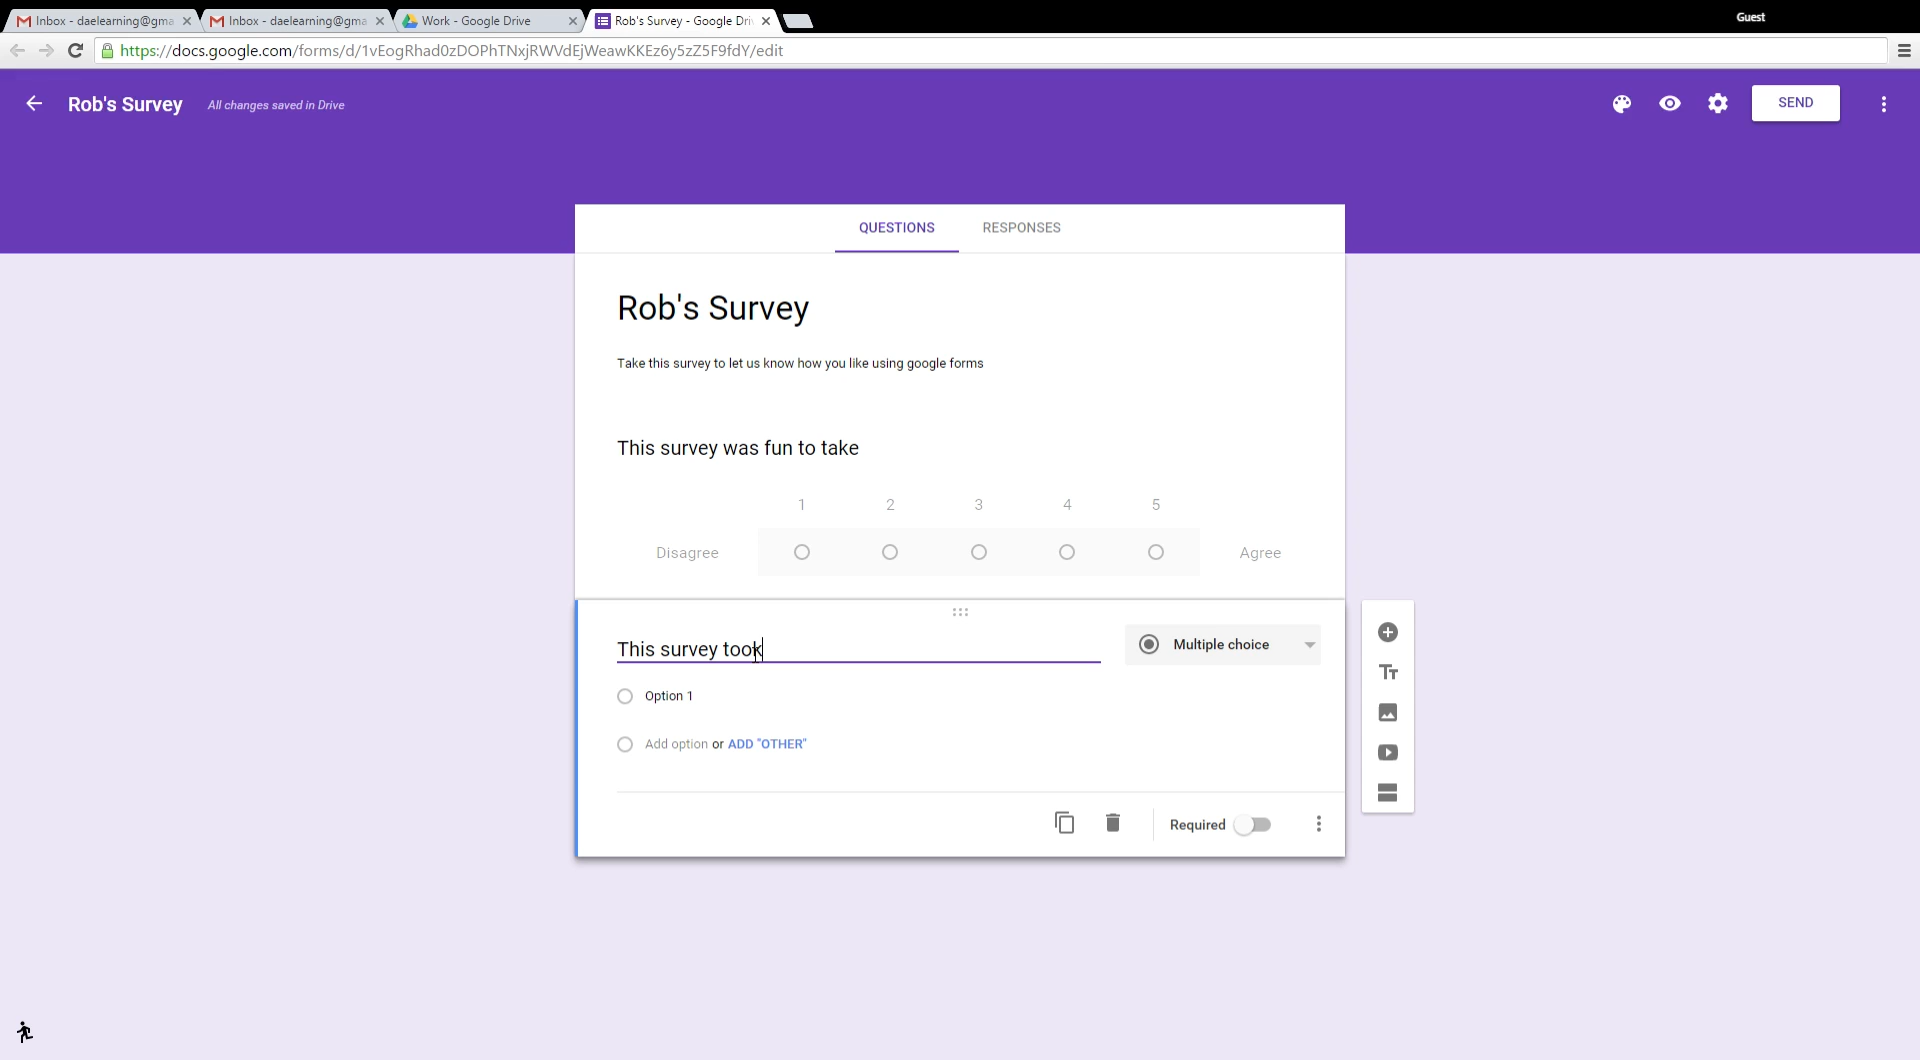 Inbox - daelearning@gma
Inbox - daelearning@gma
Work - Google Drive
Rob's Survey - Google Dri
Guest
https://docs.google.com/forms/d/1vEogRhad0zDOPhTNxjRWVdEjWeawKKEz6y5zZ5F9fdY/edit
Rob's Survey
All changes saved in Drive
SEND
QUESTIONS
RESPONSES
Rob's Survey
Take this survey to let us know how you like using google forms
This survey was fun to take
1 2 3 4 5
Disagree
Agree
This survey took
Multiple choice
Option 1
Add option or ADD "OTHER"
Required